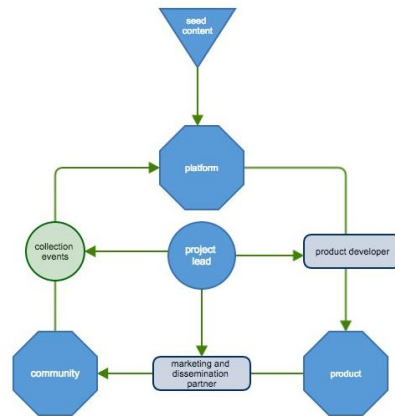 seed
content
platform
collection
events
project
lead
product developer
community
marketing and
dissemination
partner
product